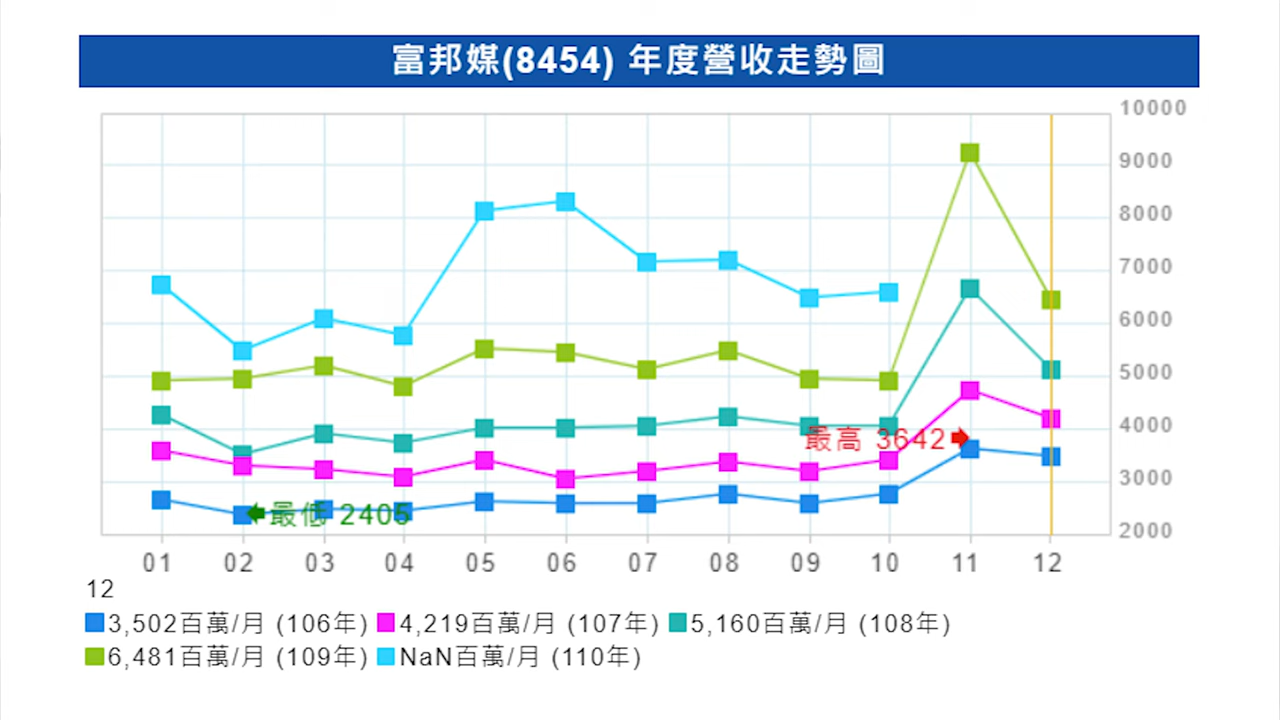 富邦媒(8454) 年度營收走勢圖
10000
9000
8000
7000
6000
5000
4000
最高 3642
3000
最低 2405
2000
01 02 03 04 05 06 07 08 09 10 11 12
12
3,502百萬/月 (106年) 4,219百萬/月 (107年) 5,160百萬/月 (108年)
6,481百萬/月 (109年) NaN百萬/月 (110年)